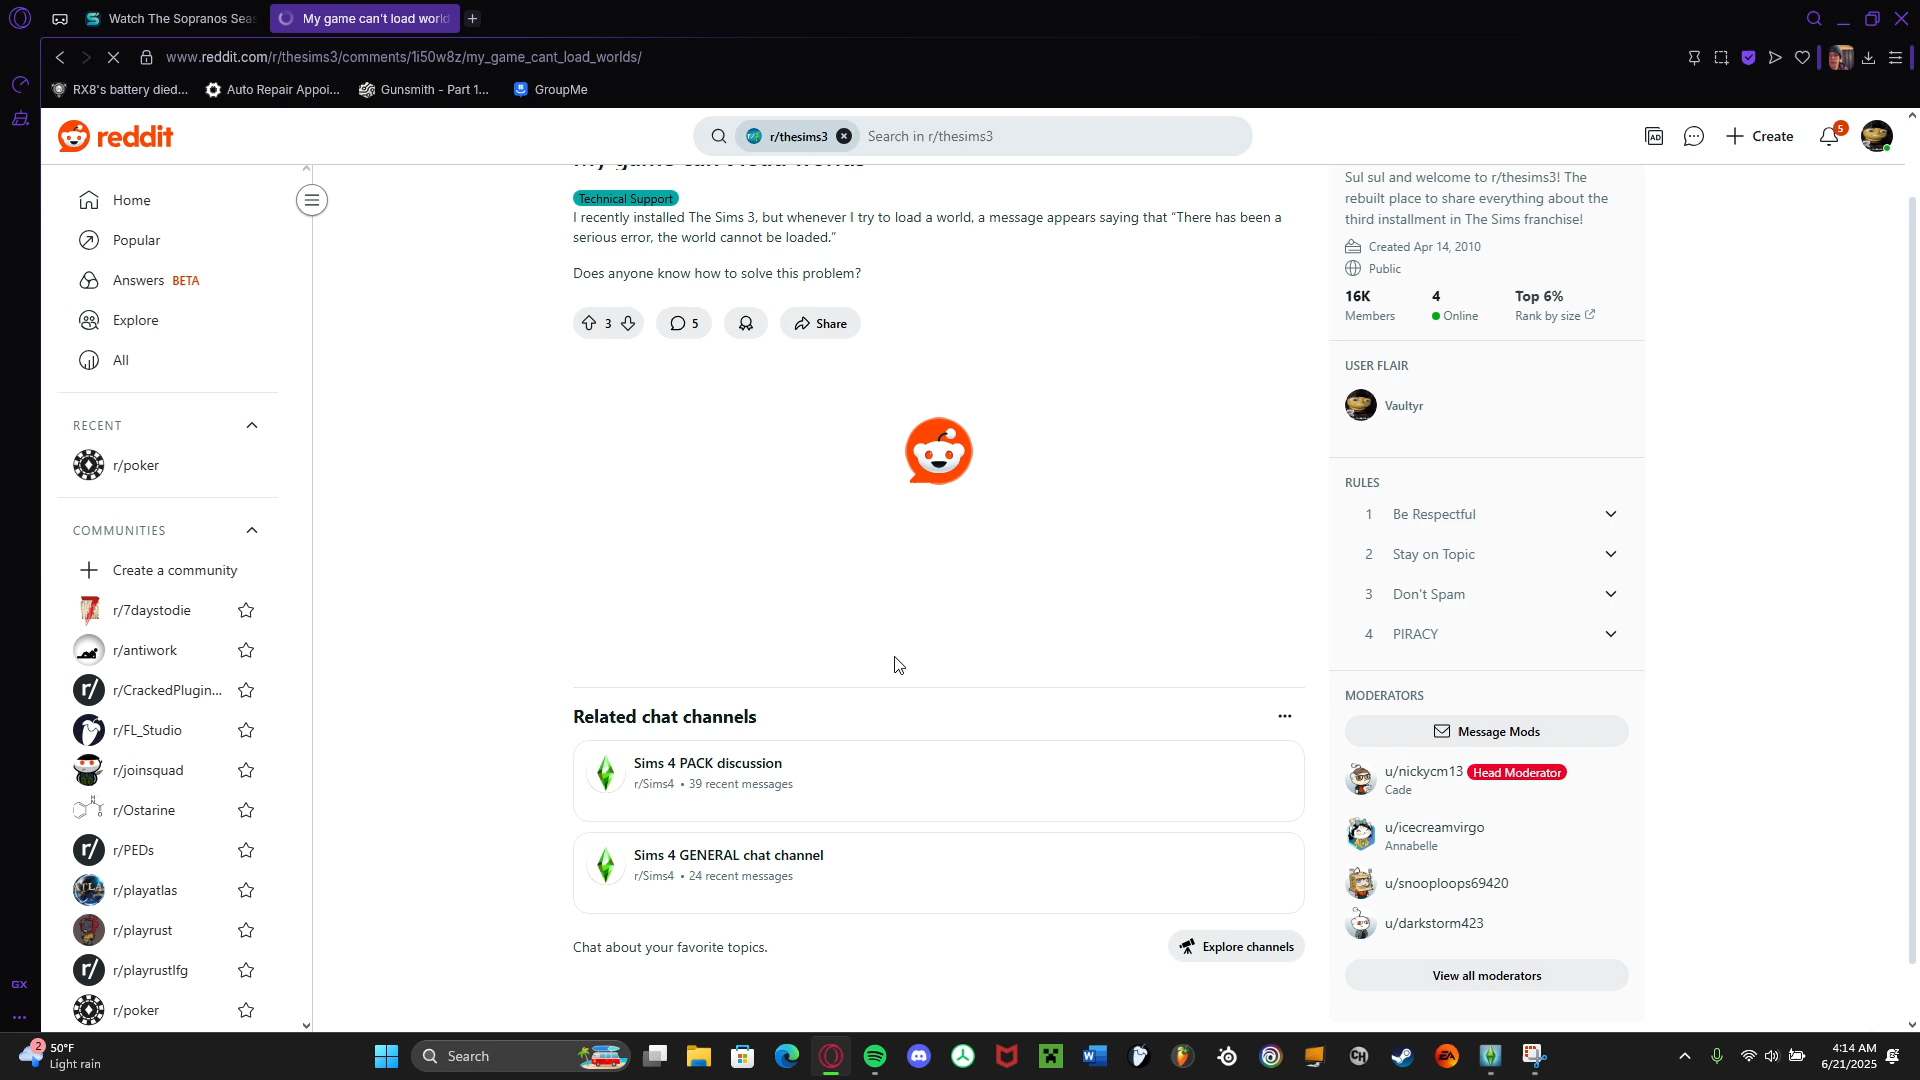 Watch The Sopranos Seas
My game can't load world
www.reddit.com/r/thesims3/comments/1i50w8z/my_game_cant_load_worlds/
RX8's battery died...
Auto Repair Appoi...
Gunsmith - Part 1...
GroupMe
reddit
r/thesims3
Search in r/thesims3
AD
Create
5
Home
Popular
Answers BETA
Explore
All
RECENT
r/poker
COMMUNITIES
Create a community
r/7daystodie
r/antiwork
r/CrackedPlugin...
r/FL_Studio
r/joinsquad
r/Ostarine
r/PEDs
r/playatlas
r/playrust
r/playrustlfg
r/poker
GX
My game can't load worlds
Technical Support
I recently installed The Sims 3, but whenever I try to load a world, a message appears saying that “There has been a
serious error, the world cannot be loaded.”
Does anyone know how to solve this problem?
3
5
Share
Related chat channels
Sims 4 PACK discussion
r/Sims4 • 39 recent messages
Sims 4 GENERAL chat channel
r/Sims4 • 24 recent messages
Chat about your favorite topics.
Explore channels
Sul sul and welcome to r/thesims3! The
rebuilt place to share everything about the
third installment in The Sims franchise!
Created Apr 14, 2010
Public
16K 4 Top 6%
Members Online Rank by size
USER FLAIR
Vaultyr
RULES
1 Be Respectful
2 Stay on Topic
3 Don't Spam
4 PIRACY
MODERATORS
Message Mods
u/nickycm13 Head Moderator
Cade
u/icecreamvirgo
Annabelle
u/snooploops69420
u/darkstorm423
View all moderators
2
50°F
Light rain
Search
4:14 AM
6/21/2025